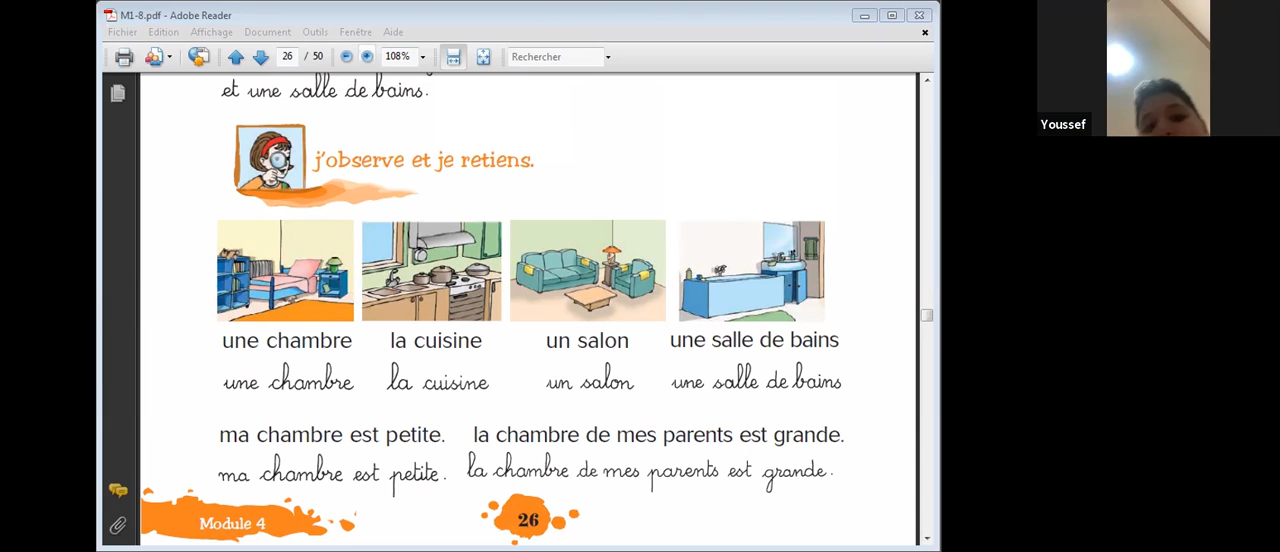 M1-8.pdf - Adobe Reader
Fichier Edition Affichage Document Outils Fenêtre Aide
26 / 50 108% Rechercher
et une salle de bains.
j'observe et je retiens.
une chambre la cuisine un salon une salle de bains
une chambre la cuisine un salon une salle de bains
ma chambre est petite. la chambre de mes parents est grande.
ma chambre est petite. la chambre de mes parents est grande.
Module 4 26
Youssef